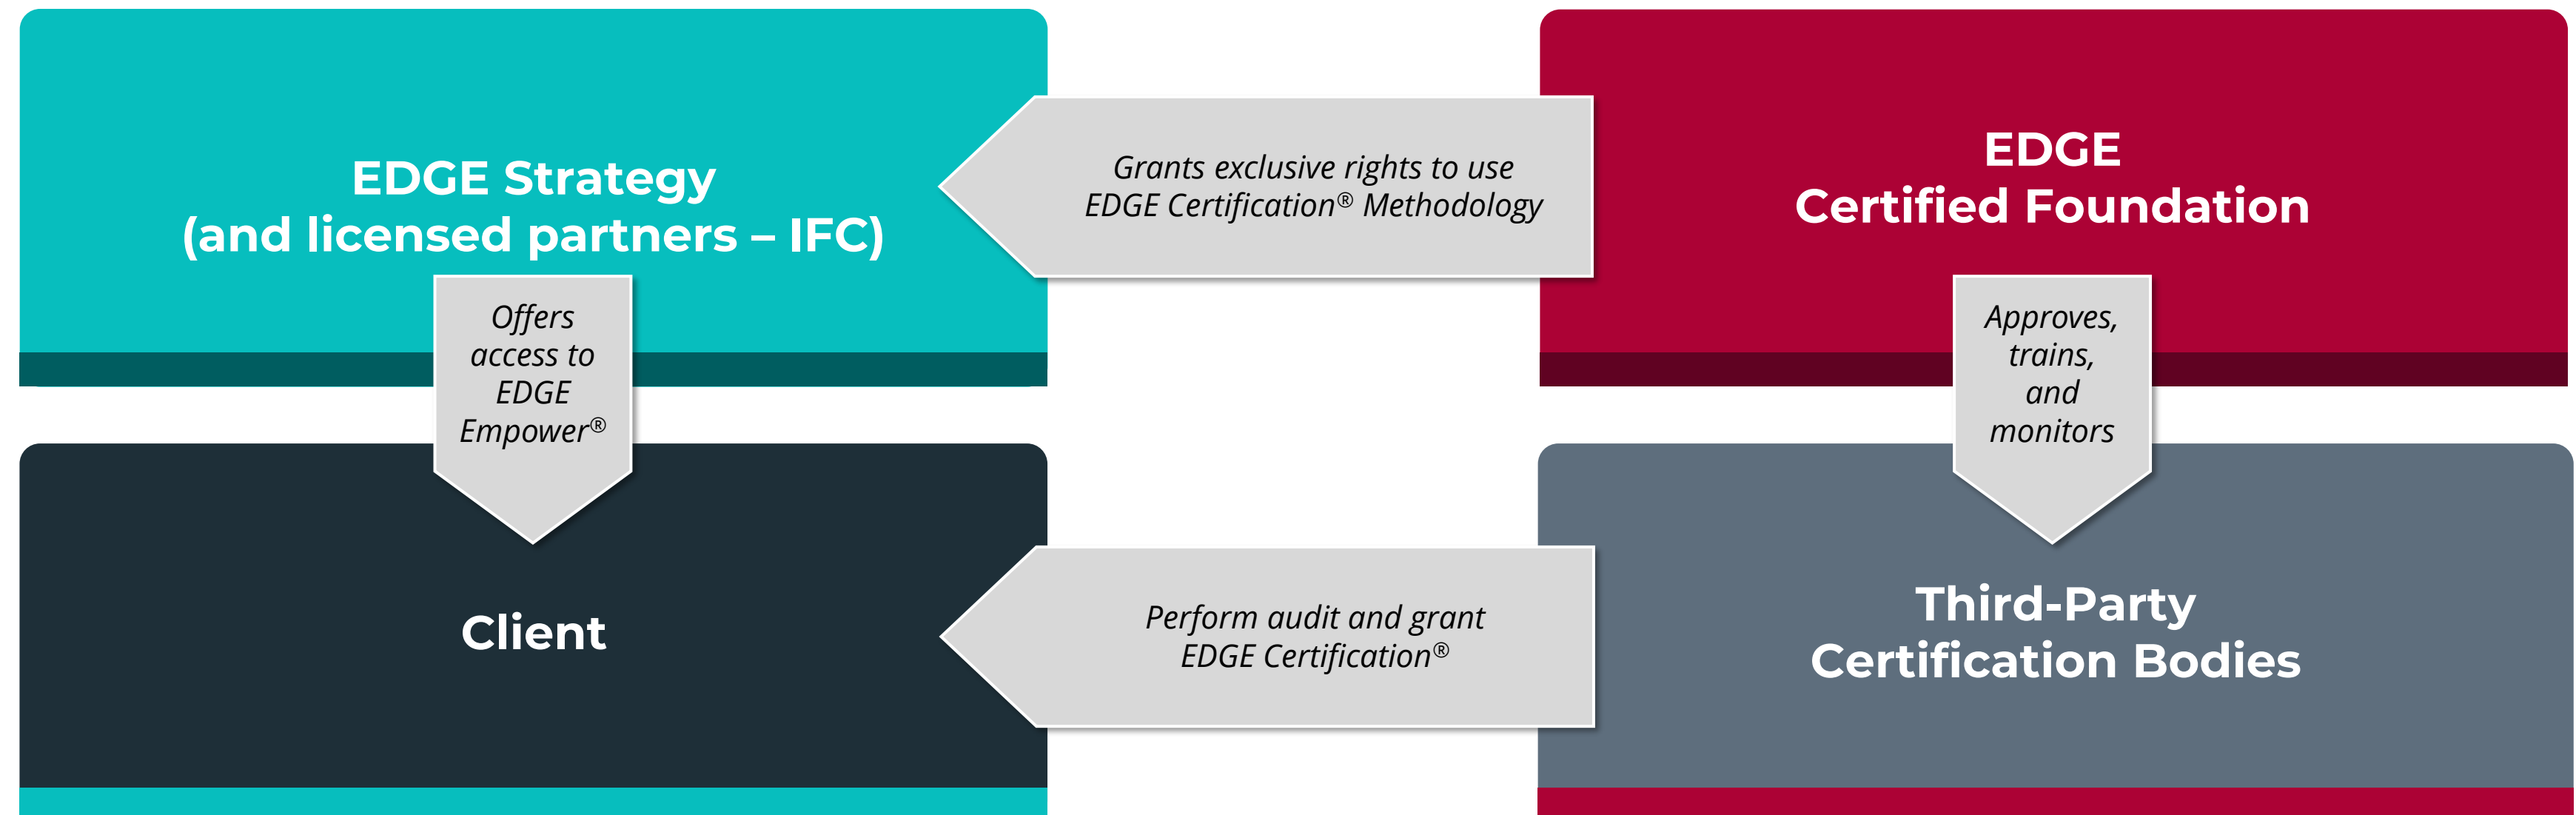 EDGE Strategy
(and licensed partners – IFC)
Grants exclusive rights to use
EDGE Certification® Methodology
EDGE
Certified Foundation
Offers
access to
EDGE
Empower®
Approves,
trains,
and
monitors
Client
Perform audit and grant
EDGE Certification®
Third-Party
Certification Bodies